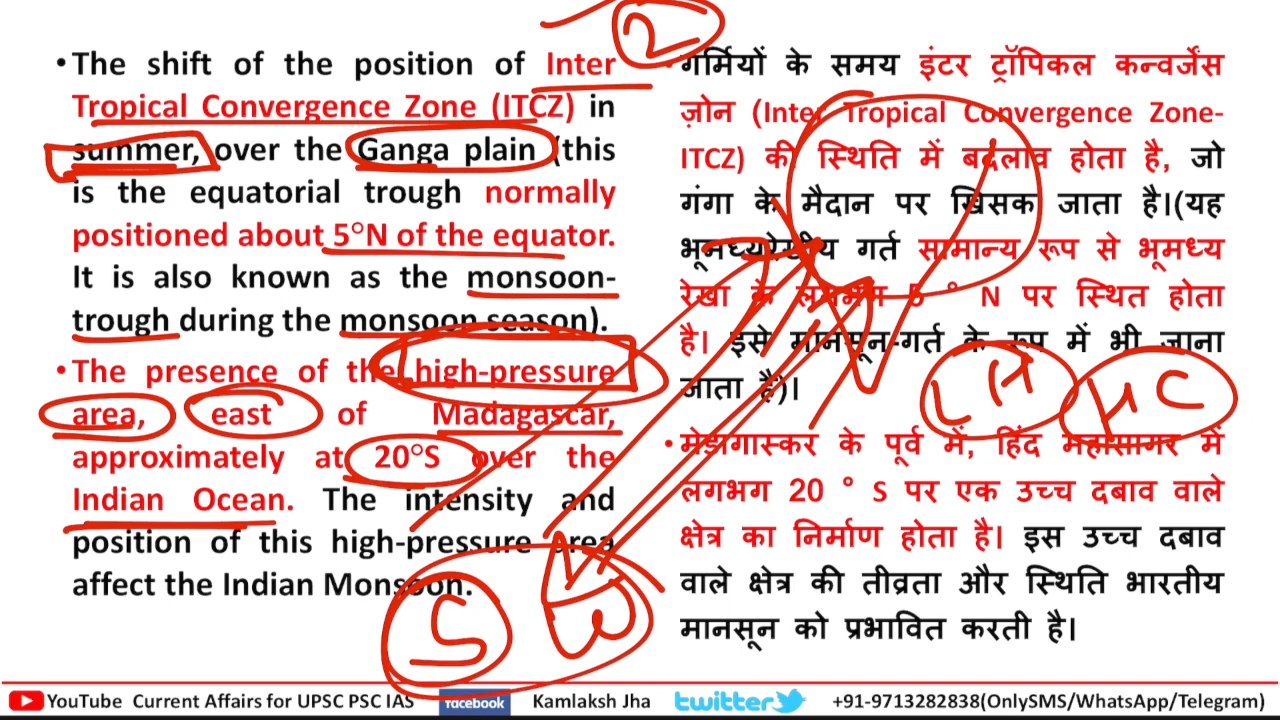 2
•The shift of the position of Inter
Tropical Convergence Zone (ITCZ) in
summer, over the Ganga plain (this
is the equatorial trough normally
positioned about 5°N of the equator.
It is also known as the monsoon-
trough during the monsoon season).
•The presence of the high-pressure
area, east of Madagascar,
approximately at 20°S over the
Indian Ocean. The intensity and
position of this high-pressure area
affect the Indian Monsoon.
S W
•गर्मियों के समय इंटर ट्रॉपिकल कन्वर्जेंस
ज़ोन (Inter Tropical Convergence Zone-
ITCZ) की स्थिति में बदलाव होता है, जो
गंगा के मैदान पर खिसक जाता है।(यह
भूमध्यरेखीय गर्त सामान्य रूप से भूमध्य
रेखा के लगभग 5 ° N पर स्थित होता
है। इसे मानसून-गर्त के रूप में भी जाना
जाता है)।
•मेडागास्कर के पूर्व में, हिंद महासागर में
लगभग 20 ° S पर एक उच्च दबाव वाले
क्षेत्र का निर्माण होता है। इस उच्च दबाव
वाले क्षेत्र की तीव्रता और स्थिति भारतीय
मानसून को प्रभावित करती है।
YouTube Current Affairs for UPSC PSC IAS facebook Kamlaksh Jha twitter +91-9713282838(OnlySMS/WhatsApp/Telegram)